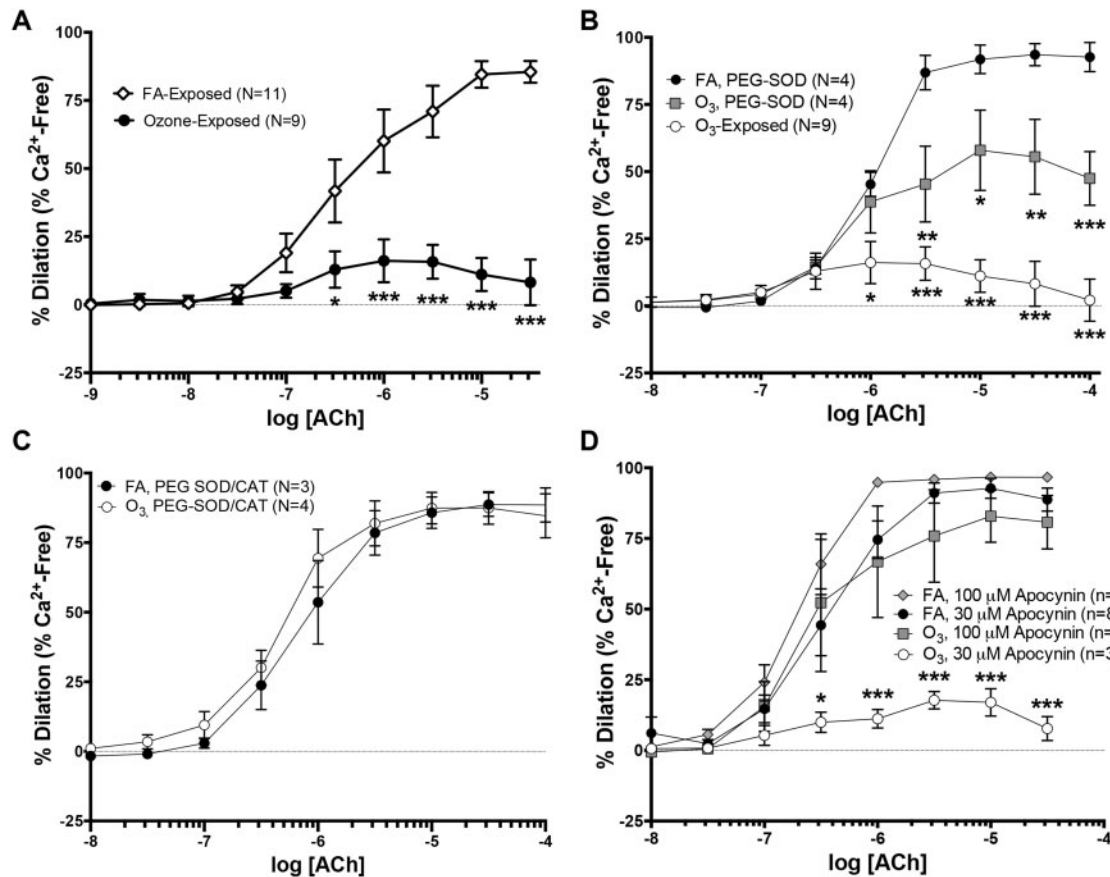 A
% Dilation (% Ca2+-Free)
100
75
50
25
0
-25
FA-Exposed (N=11)
Ozone-Exposed (N=9)
*
***
***
***
***
-9
-8
-7
-6
-5
log [ACh]
B
% Dilation (% Ca2+-Free)
100
75
50
25
0
-25
FA, PEG-SOD (N=4)
O3, PEG-SOD (N=4)
O3-Exposed (N=9)
**
*
**
***
*
***
***
***
***
-8
-7
-6
-5
-4
log [ACh]
C
% Dilation (% Ca2+-Free)
100
75
50
25
0
-25
FA, PEG SOD/CAT (N=3)
O3, PEG-SOD/CAT (N=4)
-8
-7
-6
-5
-4
log [ACh]
D
% Dilation (% Ca2+-Free)
100
75
50
25
0
-25
FA, 100 μM Apocynin (n=
FA, 30 μM Apocynin (n=8
O3, 100 μM Apocynin (n=
O3, 30 μM Apocynin (n=3
*
***
***
***
***
-8
-7
-6
-5
-4
log [ACh]